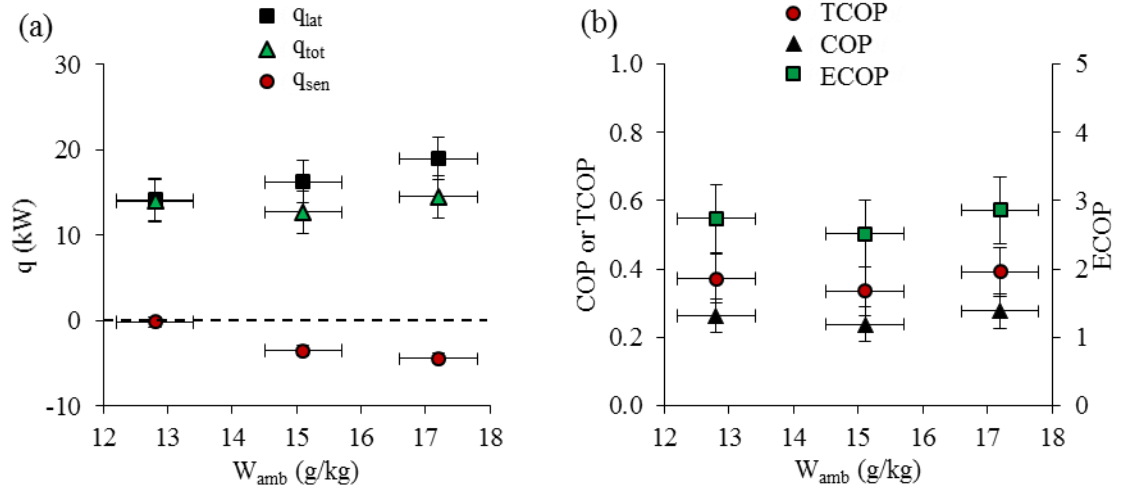 (a)
q_lat
q_tot
q_sen
q (kW)
30
20
10
0
-10
12 13 14 15 16 17 18
W_amb (g/kg)
(b)
TCOP
COP
ECOP
COP or TCOP
1.0
0.8
0.6
0.4
0.2
0.0
12 13 14 15 16 17 18
W_amb (g/kg)
5
4
3
2
1
0
ECOP